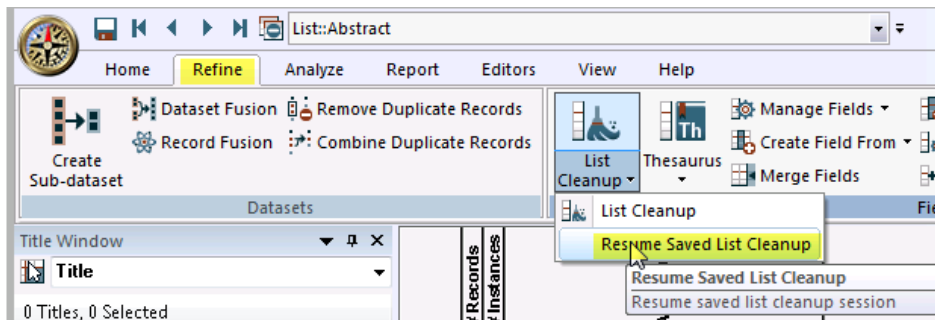 List::Abstract
Home Refine Analyze Report Editors View Help
Dataset Fusion Remove Duplicate Records
Record Fusion Combine Duplicate Records
Create
Sub-dataset
Datasets
List
Cleanup
Thesaurus
Th
Manage Fields
Create Field From
Merge Fields
List Cleanup
Resume Saved List Cleanup
Resume Saved List Cleanup
Resume saved list cleanup session
Title Window
Title
0 Titles, 0 Selected
# Records
# Instances